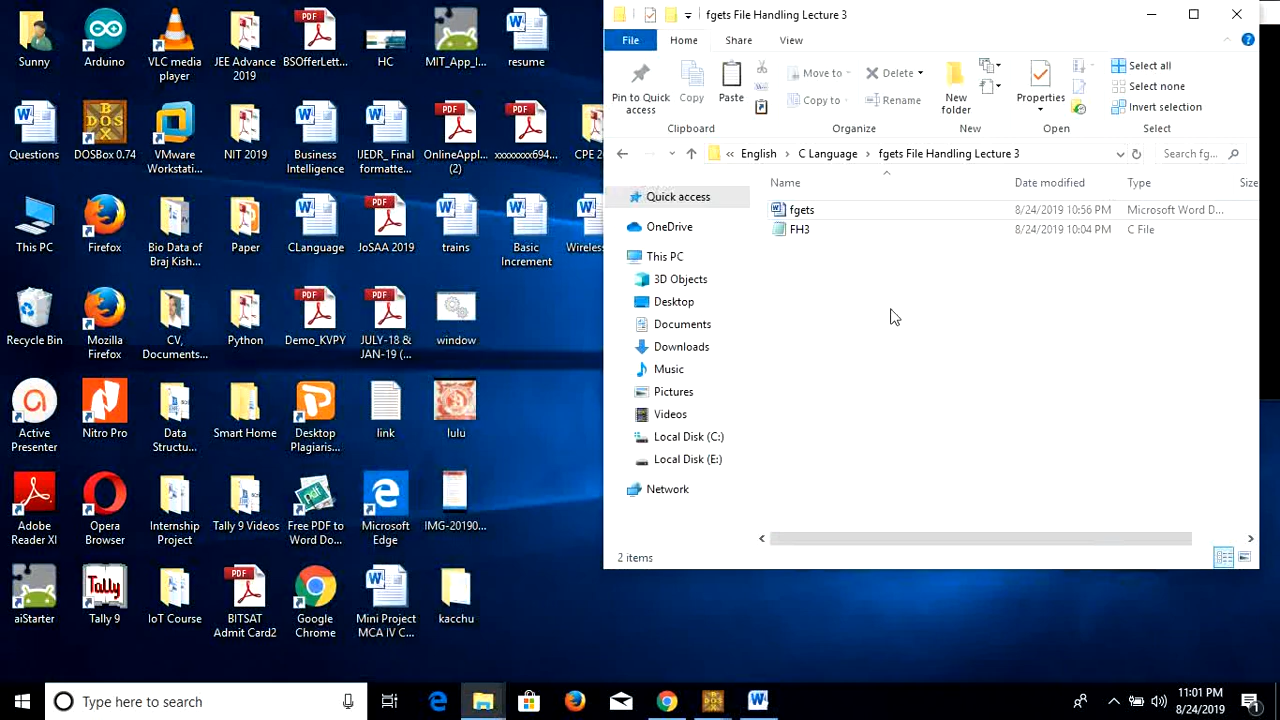 Sunny
Arduino
VLC media
player
JEE Advance
2019
BSOfferLett...
HC
MIT_App_I...
resume
Questions
DOSBox 0.74
VMware
Workstati...
NIT 2019
Business
Intelligence
IJEDR_ Final
formatte...
OnlineAppl...
(2)
xxxxxxxx694...
CPE 2
This PC
Firefox
Bio Data of
Braj Kish...
Paper
CLanguage
JoSAA 2019
trains
Basic
Increment
Wireles
Recycle Bin
Mozilla
Firefox
CV,
Documents...
Python
Demo_KVPY
JULY-18 &
JAN-19 (...
window
Active
Presenter
Nitro Pro
Data
Structu...
Smart Home
Desktop
Plagiaris...
link
lulu
Adobe
Reader XI
Opera
Browser
Internship
Project
Tally 9 Videos
Free PDF to
Word Do...
Microsoft
Edge
IMG-20190...
aiStarter
Tally 9
IoT Course
BITSAT
Admit Card2
Google
Chrome
Mini Project
MCA IV C...
kacchu
fgets File Handling Lecture 3
File
Home
Share
View
Pin to Quick
access
Copy
Paste
Move to
Copy to
Delete
Rename
New
folder
Properties
Select all
Select none
Invert selection
Clipboard
Organize
New
Open
Select
« English > C Language > fgets File Handling Lecture 3
Search fg...
Name
Date modified
Type
Size
fgets
8/24/2019 10:56 PM
Microsoft Word D...
FH3
8/24/2019 10:04 PM
C File
Quick access
OneDrive
This PC
3D Objects
Desktop
Documents
Downloads
Music
Pictures
Videos
Local Disk (C:)
Local Disk (E:)
Network
2 items
Type here to search
11:01 PM
8/24/2019